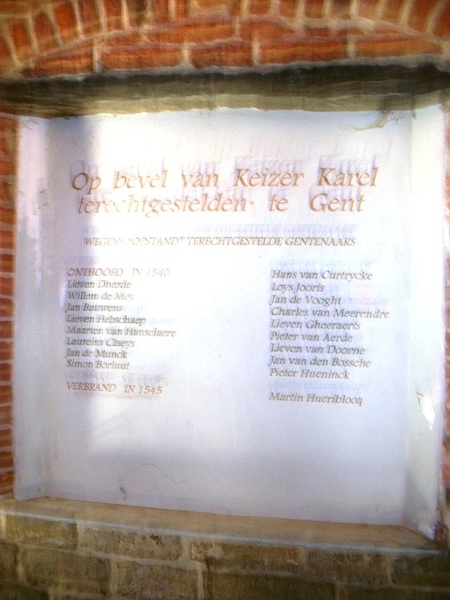 Op bevel van Keizer Karel
terechtgestelden te Gent
WEGENS "OPSTAND" TERECHTGESTELDE GENTENAARS
ONTHOOFD IN 1540
Lieven Dherde
Willem de Mey
Jan Bauwens
Lieven Hebschaep
Maarten van Hanselaere
Laureins Claeys
Jan de Munck
Simon Borluut
VERBRAND IN 1545
Hans van Curtrycke
Loys Jooris
Jan de Vooght
Charles van Meerendre
Lieven Gheeraerts
Pieter van Aerde
Lieven van Doorne
Jan van den Bossche
Pieter Hueninck
Martin Hueriblocq